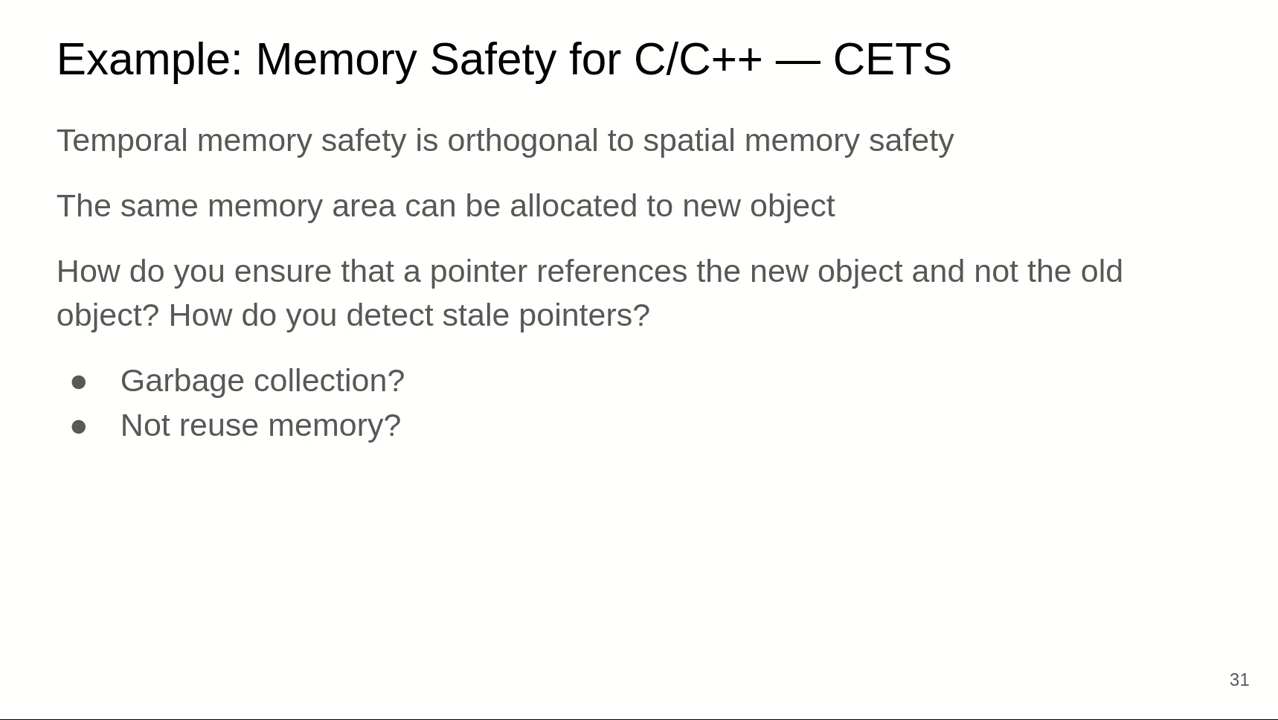 Example: Memory Safety for C/C++ — CETS
Temporal memory safety is orthogonal to spatial memory safety
The same memory area can be allocated to new object
How do you ensure that a pointer references the new object and not the old
object? How do you detect stale pointers?
● Garbage collection?
● Not reuse memory?
31